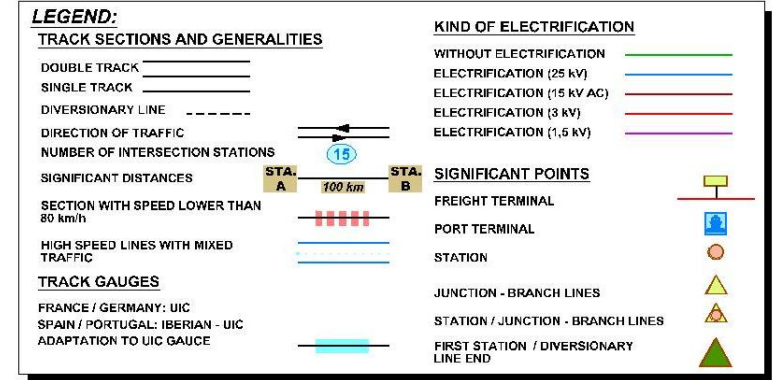 LEGEND:
TRACK SECTIONS AND GENERALITIES
DOUBLE TRACK
SINGLE TRACK
DIVERSIONARY LINE
DIRECTION OF TRAFFIC
NUMBER OF INTERSECTION STATIONS
15
SIGNIFICANT DISTANCES
STA. A
100 km
STA. B
SECTION WITH SPEED LOWER THAN
80 km/h
HIGH SPEED LINES WITH MIXED
TRAFFIC
TRACK GAUGES
FRANCE / GERMANY: UIC
SPAIN / PORTUGAL: IBERIAN - UIC
ADAPTATION TO UIC GAUCE
KIND OF ELECTRIFICATION
WITHOUT ELECTRIFICATION
ELECTRIFICATION (25 kV)
ELECTRIFICATION (15 kV AC)
ELECTRIFICATION (3 kV)
ELECTRIFICATION (1,5 kV)
SIGNIFICANT POINTS
FREIGHT TERMINAL
PORT TERMINAL
STATION
JUNCTION - BRANCH LINES
STATION / JUNCTION - BRANCH LINES
FIRST STATION / DIVERSIONARY
LINE END